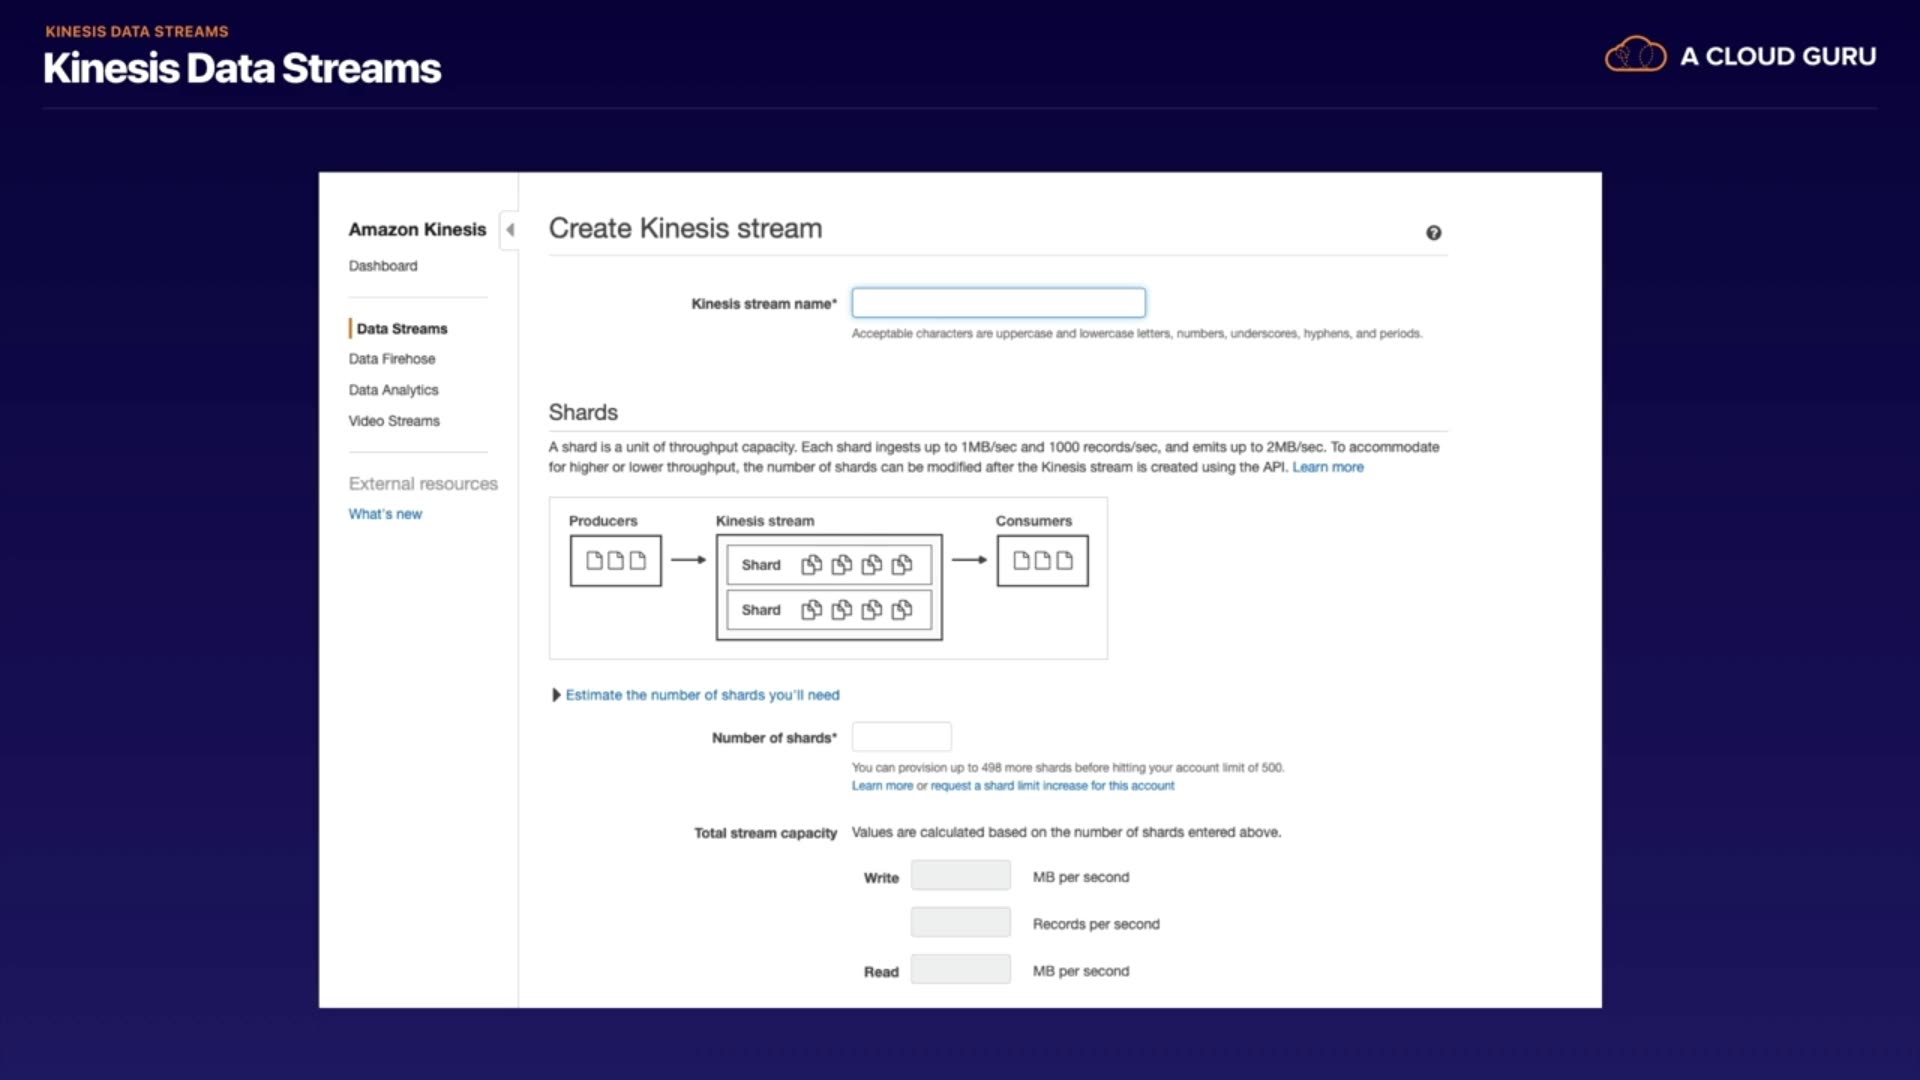 KINESIS DATA STREAMS
Kinesis Data Streams
A CLOUD GURU
Amazon Kinesis
Dashboard
Data Streams
Data Firehose
Data Analytics
Video Streams
External resources
What's new
Create Kinesis stream
Kinesis stream name*
Acceptable characters are uppercase and lowercase letters, numbers, underscores, hyphens, and periods.
Shards
A shard is a unit of throughput capacity. Each shard ingests up to 1MB/sec and 1000 records/sec, and emits up to 2MB/sec. To accommodate
for higher or lower throughput, the number of shards can be modified after the Kinesis stream is created using the API. Learn more
Producers
Kinesis stream
Consumers
Shard
Shard
Estimate the number of shards you'll need
Number of shards*
You can provision up to 498 more shards before hitting your account limit of 500.
Learn more or request a shard limit increase for this account
Total stream capacity Values are calculated based on the number of shards entered above.
Write MB per second
Records per second
Read MB per second